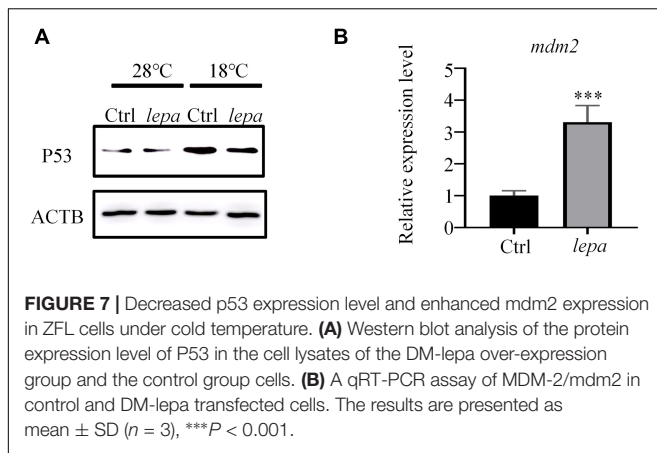 A
28°C 18°C
Ctrl lepa Ctrl lepa
P53
ACTB
B
mdm2
Relative expression level
5
4
3
2
1
0
***
Ctrl lepa
FIGURE 7 | Decreased p53 expression level and enhanced mdm2 expression
in ZFL cells under cold temperature. (A) Western blot analysis of the protein
expression level of P53 in the cell lysates of the DM-lepa over-expression
group and the control group cells. (B) A qRT-PCR assay of MDM-2/mdm2 in
control and DM-lepa transfected cells. The results are presented as
mean ± SD (n = 3), ***P < 0.001.